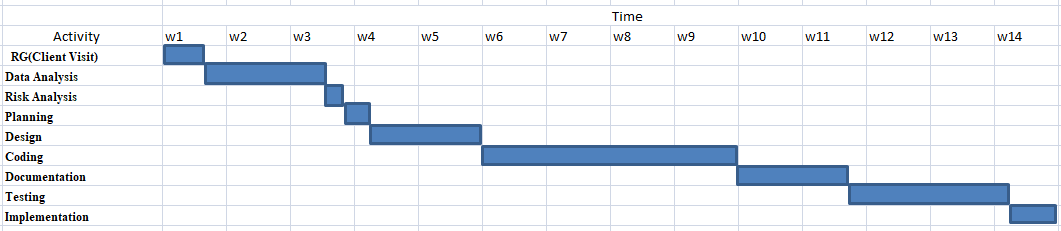 Time
Activity w1 w2 w3 w4 w5 w6 w7 w8 w9 w10 w11 w12 w13 w14
RG(Client Visit)
Data Analysis
Risk Analysis
Planning
Design
Coding
Documentation
Testing
Implementation